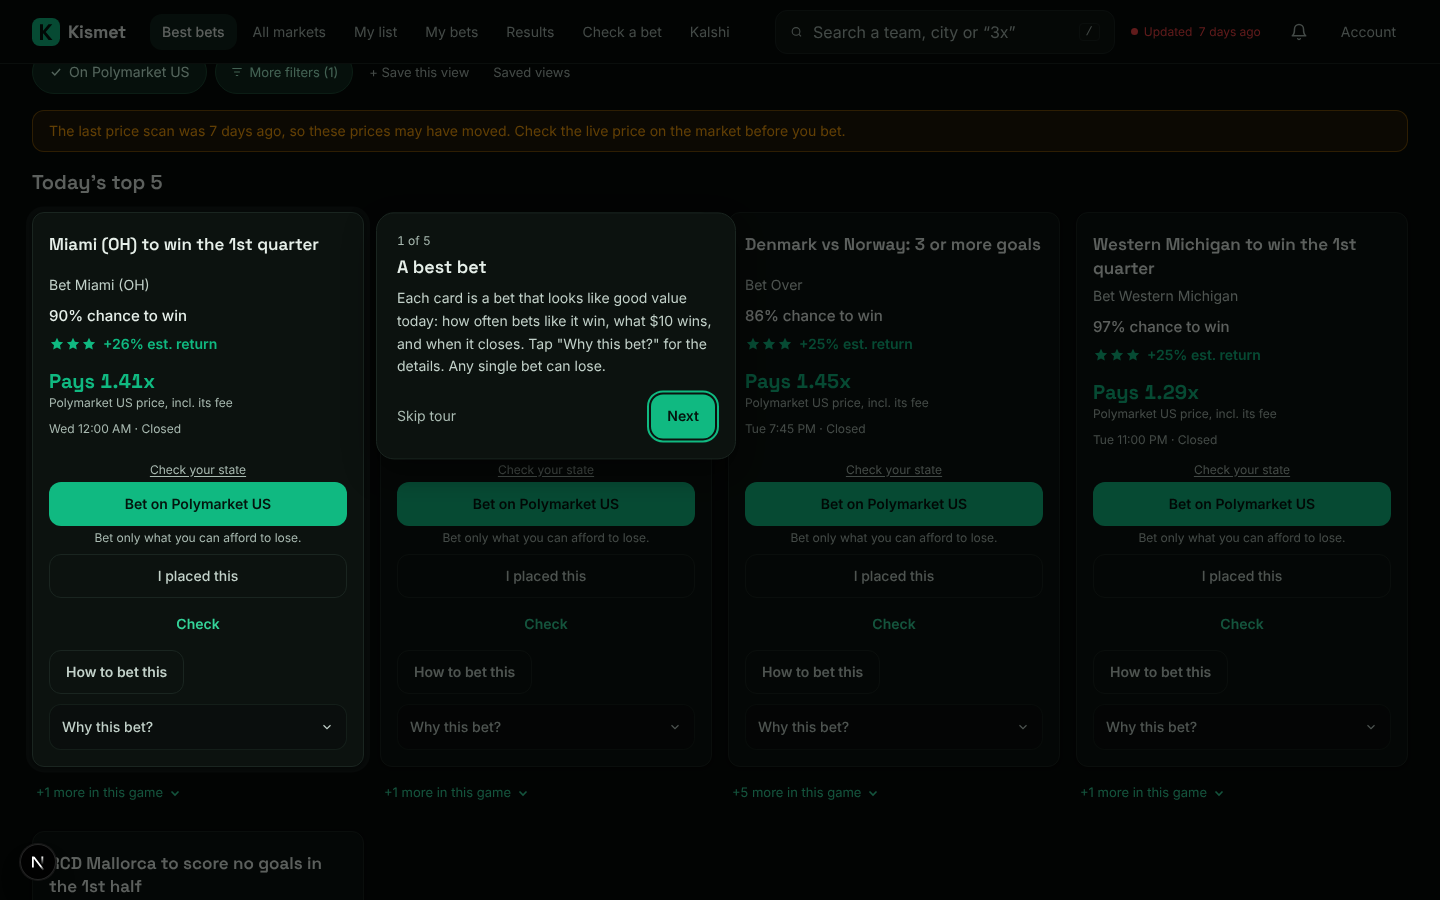 K Kismet
Best bets
All markets
My list
My bets
Results
Check a bet
Kalshi
Search a team, city or “3x”
/
Updated 7 days ago
Account
On Polymarket US
More filters (1)
+ Save this view
Saved views
The last price scan was 7 days ago, so these prices may have moved. Check the live price on the market before you bet.
Today’s top 5
Miami (OH) to win the 1st quarter
Bet Miami (OH)
90% chance to win
★★★ +26% est. return
Pays 1.41x
Polymarket US price, incl. its fee
Wed 12:00 AM · Closed
Check your state
Bet on Polymarket US
Bet only what you can afford to lose.
I placed this
Check
How to bet this
Why this bet?
+1 more in this game
1 of 5
A best bet
Each card is a bet that looks like good value
today: how often bets like it win, what $10 wins,
and when it closes. Tap "Why this bet?" for the
details. Any single bet can lose.
Skip tour
Next
Check your state
Bet on Polymarket US
Bet only what you can afford to lose.
I placed this
Check
How to bet this
Why this bet?
+1 more in this game
Denmark vs Norway: 3 or more goals
Bet Over
86% chance to win
★★★ +25% est. return
Pays 1.45x
Polymarket US price, incl. its fee
Tue 7:45 PM · Closed
Check your state
Bet on Polymarket US
Bet only what you can afford to lose.
I placed this
Check
How to bet this
Why this bet?
+5 more in this game
Western Michigan to win the 1st
quarter
Bet Western Michigan
97% chance to win
★★★ +25% est. return
Pays 1.29x
Polymarket US price, incl. its fee
Tue 11:00 PM · Closed
Check your state
Bet on Polymarket US
Bet only what you can afford to lose.
I placed this
Check
How to bet this
Why this bet?
+1 more in this game
N
Mallorca to score no goals in
the 1st half